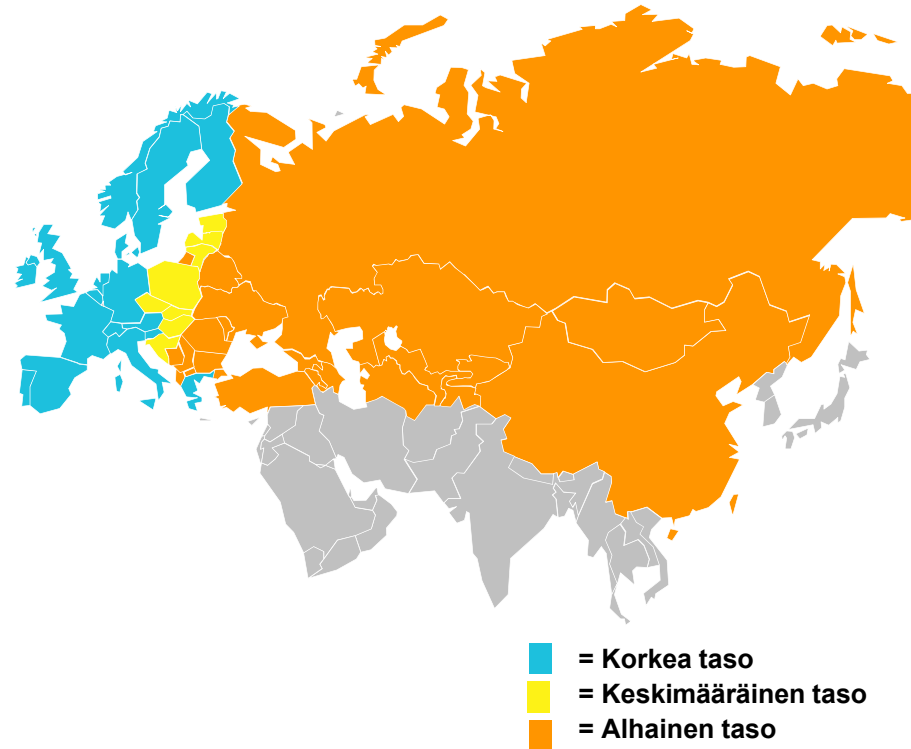 = Korkea taso
= Keskimääräinen taso
= Alhainen taso